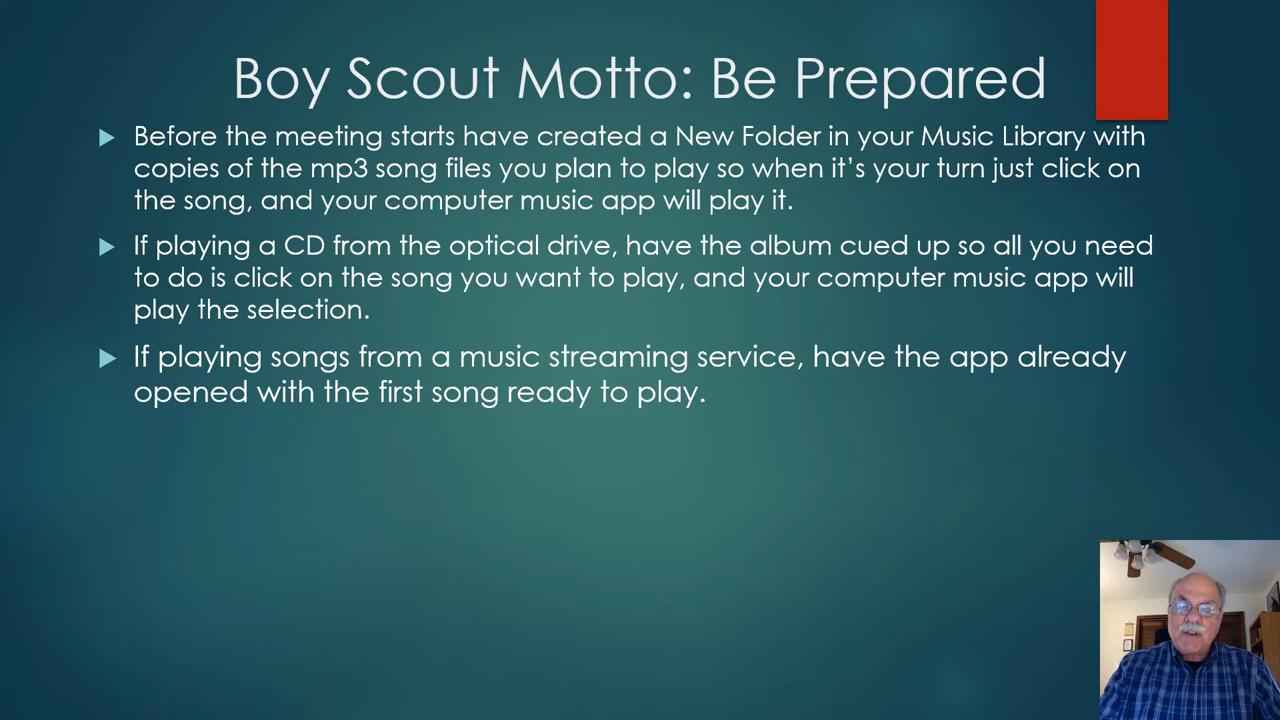 Boy Scout Motto: Be Prepared
Before the meeting starts have created a New Folder in your Music Library with
copies of the mp3 song files you plan to play so when it’s your turn just click on
the song, and your computer music app will play it.
If playing a CD from the optical drive, have the album cued up so all you need
to do is click on the song you want to play, and your computer music app will
play the selection.
If playing songs from a music streaming service, have the app already
opened with the first song ready to play.